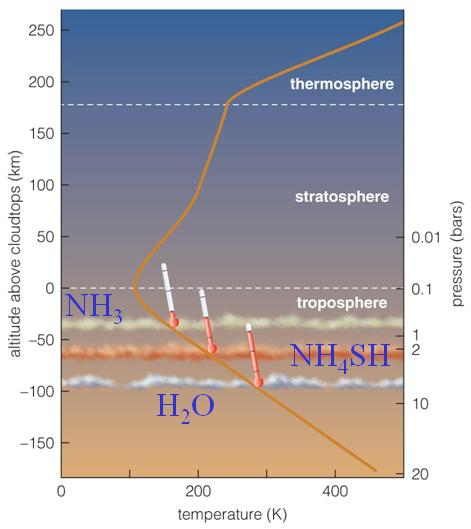 250
200
150
100
50
0
−50
−100
−150
altitude above cloudtops (km)
thermosphere
stratosphere
troposphere
NH₃
NH₄SH
H₂O
0.01
0.1
1
2
10
20
pressure (bars)
0
200
400
temperature (K)